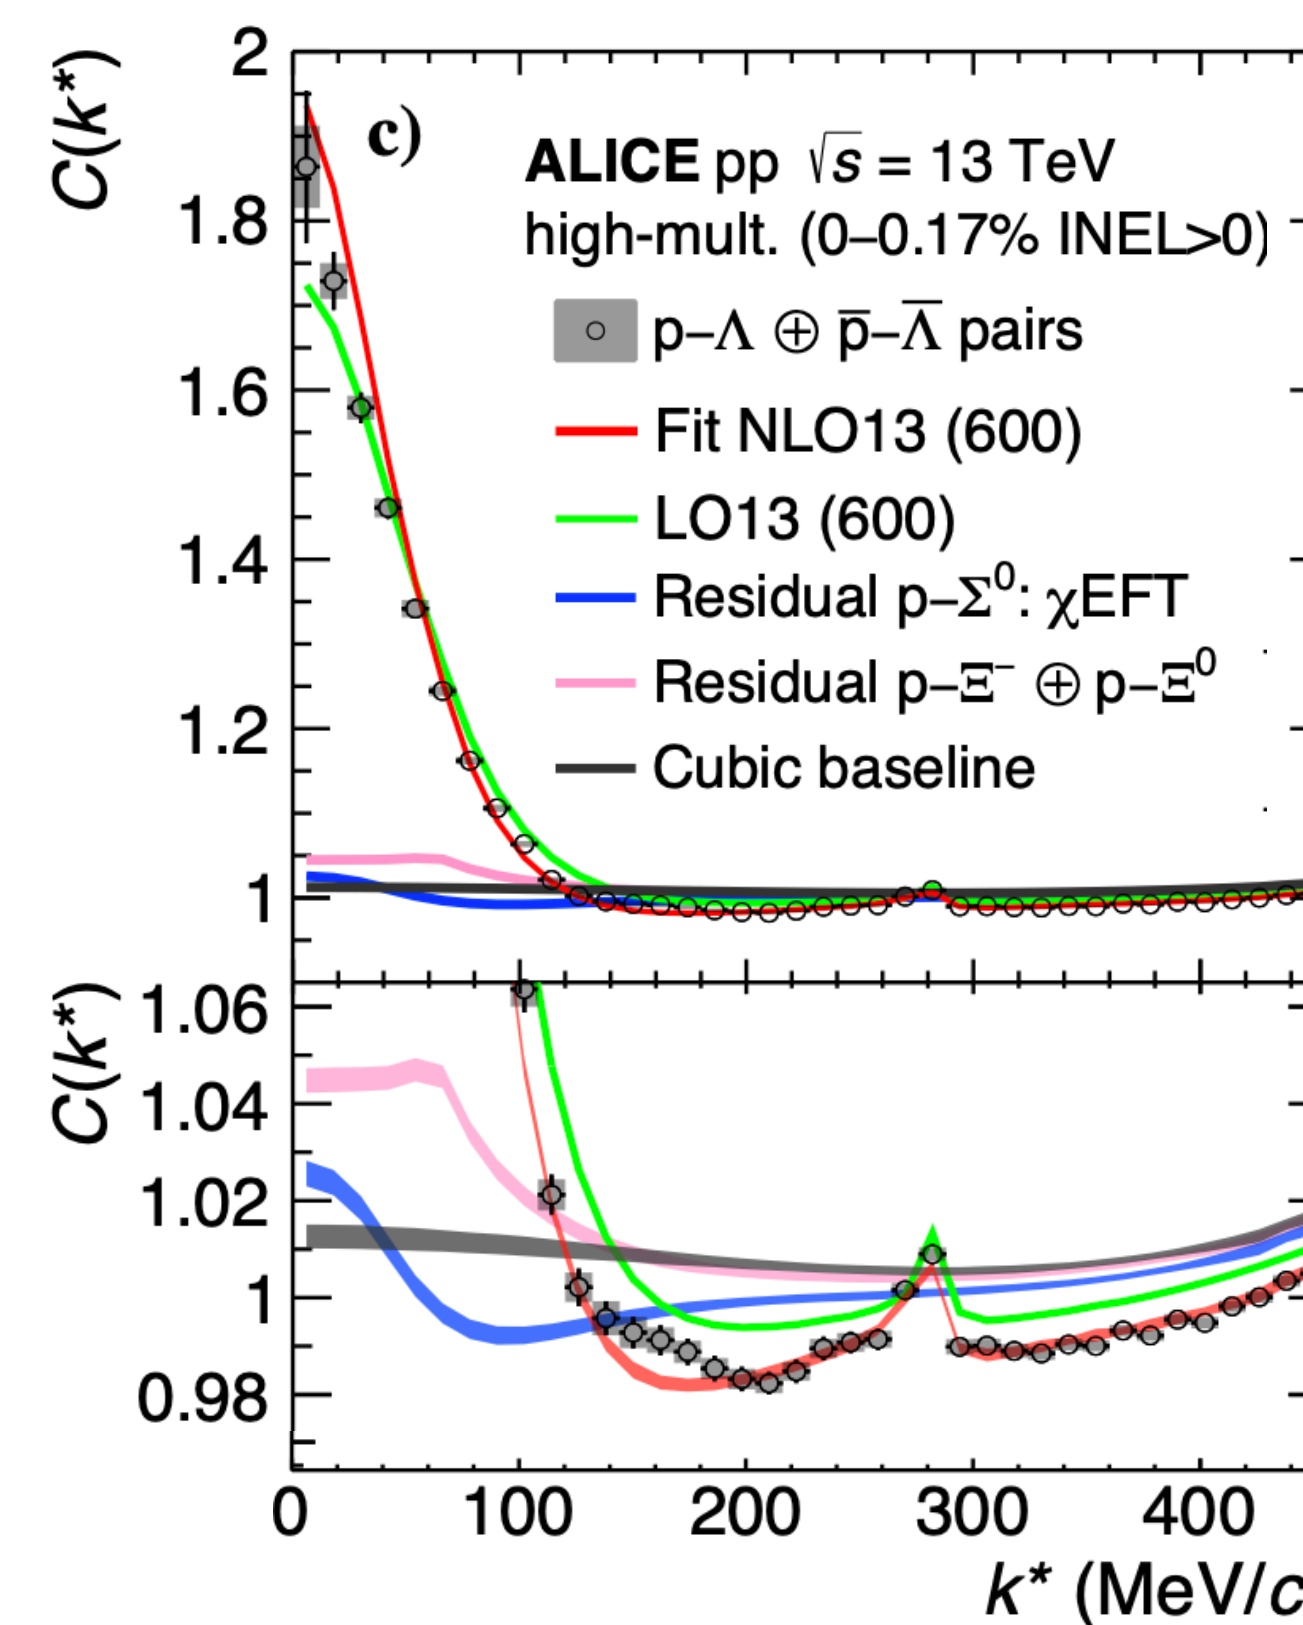 2
C(k*)
c)
ALICE pp √s = 13 TeV
1.8
high-mult. (0–0.17% INEL>0)
p–Λ ⊕ p̅–Λ̅ pairs
1.6
Fit NLO13 (600)
LO13 (600)
1.4
Residual p–Σ⁰: χEFT
Residual p–Ξ⁻ ⊕ p–Ξ⁰
1.2
Cubic baseline
1
C(k*)
1.06
1.04
1.02
1
0.98
0 100 200 300 400
k* (MeV/c